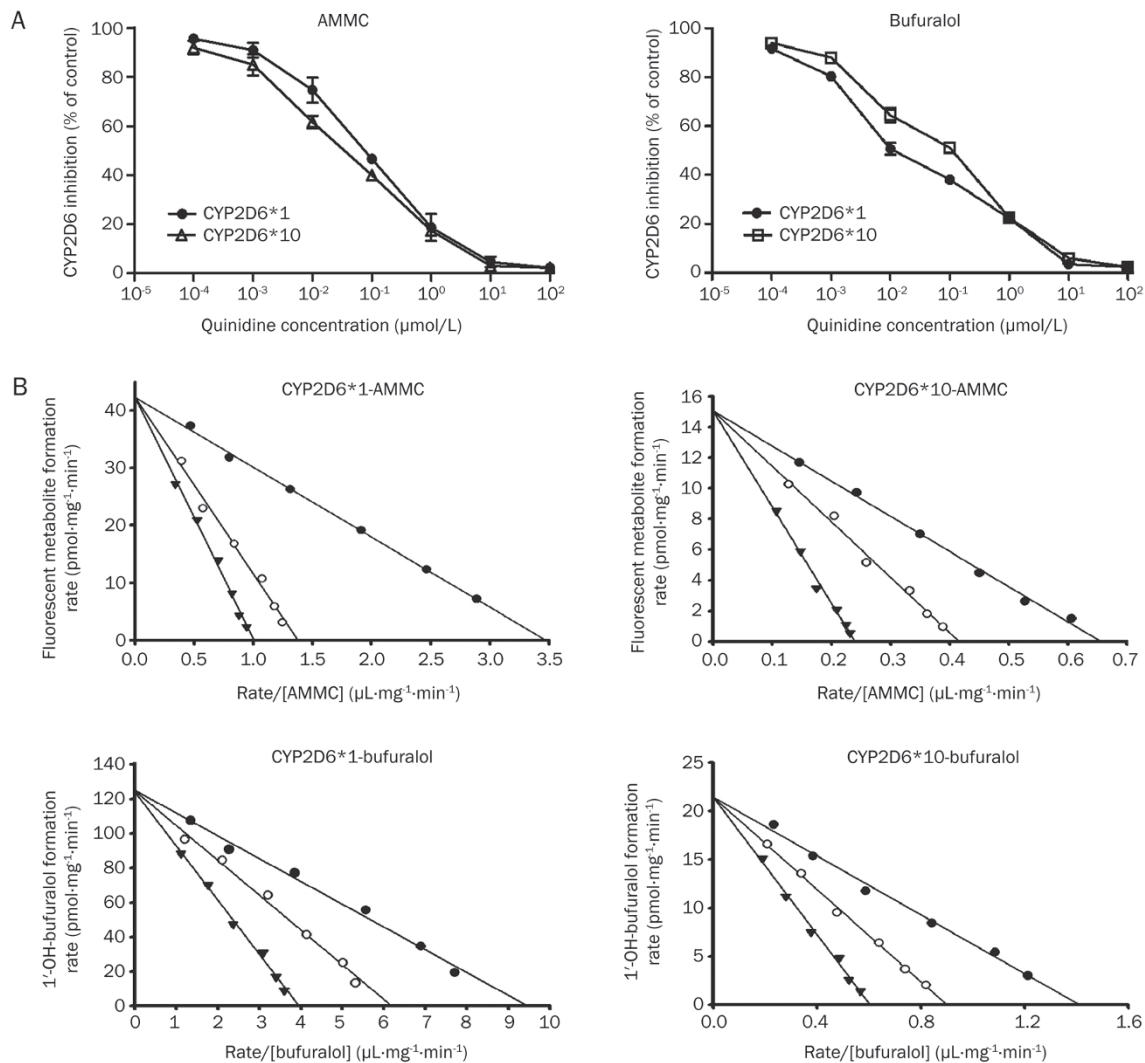 A
AMMC
CYP2D6 inhibition (% of control)
100
80
60
40
20
0
CYP2D6*1
CYP2D6*10
10⁻⁵ 10⁻⁴ 10⁻³ 10⁻² 10⁻¹ 10⁰ 10¹ 10²
Quinidine concentration (μmol/L)
Bufuralol
CYP2D6 inhibition (% of control)
100
80
60
40
20
0
CYP2D6*1
CYP2D6*10
10⁻⁵ 10⁻⁴ 10⁻³ 10⁻² 10⁻¹ 10⁰ 10¹ 10²
Quinidine concentration (μmol/L)
B
CYP2D6*1-AMMC
Fluorescent metabolite formation
rate (pmol·mg⁻¹·min⁻¹)
40
30
20
10
0
0.5 1.0 1.5 2.0 2.5 3.0 3.5
Rate/[AMMC] (μL·mg⁻¹·min⁻¹)
CYP2D6*10-AMMC
Fluorescent metabolite formation
rate (pmol·mg⁻¹·min⁻¹)
16
14
12
10
8
6
4
2
0
0.0 0.1 0.2 0.3 0.4 0.5 0.6 0.7
Rate/[AMMC] (μL·mg⁻¹·min⁻¹)
CYP2D6*1-bufuralol
1′-OH-bufuralol formation
rate (pmol·mg⁻¹·min⁻¹)
140
120
100
80
60
40
20
0
0 1 2 3 4 5 6 7 8 9 10
Rate/[bufuralol] (μL·mg⁻¹·min⁻¹)
CYP2D6*10-bufuralol
1′-OH-bufuralol formation
rate (pmol·mg⁻¹·min⁻¹)
25
20
15
10
5
0
0.0 0.4 0.8 1.2 1.6
Rate/[bufuralol] (μL·mg⁻¹·min⁻¹)